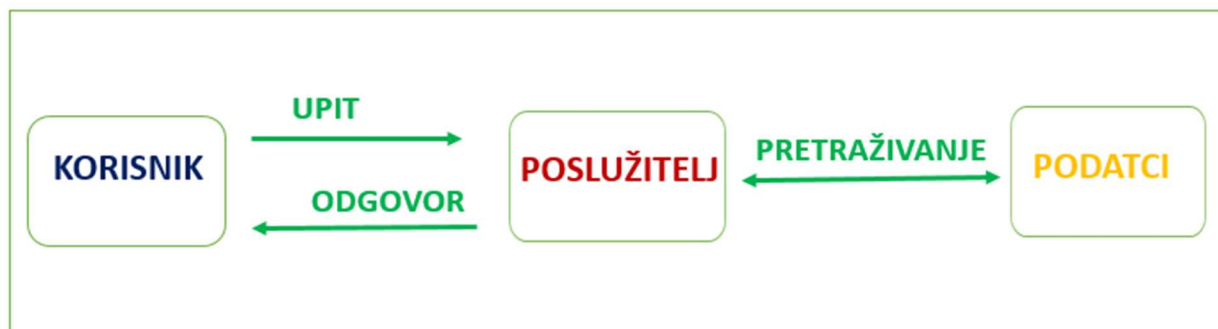 UPIT
KORISNIK
ODGOVOR
POSLUŽITELJ
PRETRAŽIVANJE
PODATCI